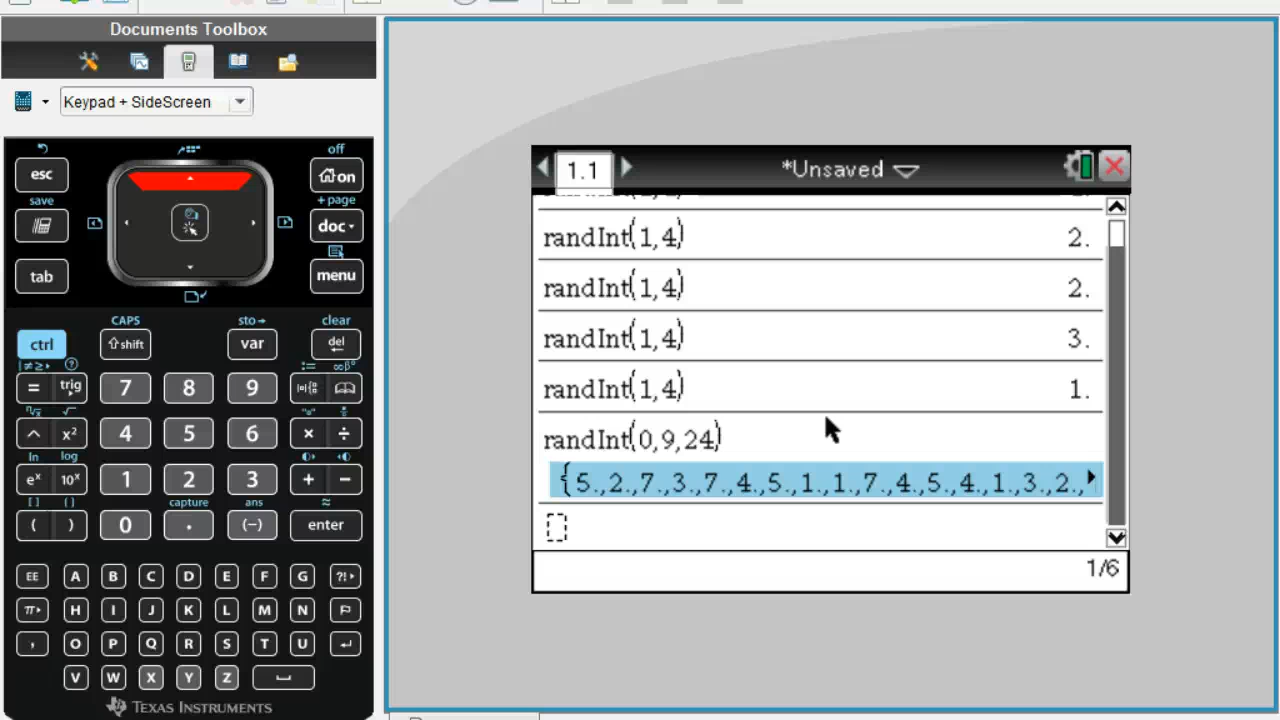 Documents Toolbox
Keypad + SideScreen
off
esc
on
save
+ page
doc
tab
menu
CAPS
sto→
clear
ctrl
⇧shift
var
del
= trig 7 8 9
^ x² 4 5 6 × ÷
ln log
eˣ 10ˣ 1 2 3 + −
[ ] { } capture ans ≈
( ) 0 . (−) enter
EE A B C D E F G ?!▸
π▸ H I J K L M N
, O P Q R S T U ↵
V W X Y Z
TEXAS INSTRUMENTS
1.1
*Unsaved
randInt(1,4) 2.
randInt(1,4) 2.
randInt(1,4) 3.
randInt(1,4) 1.
randInt(0,9,24)
{5.,2.,7.,3.,7.,4.,5.,1.,1.,7.,4.,5.,4.,1.,3.,2.,
1/6